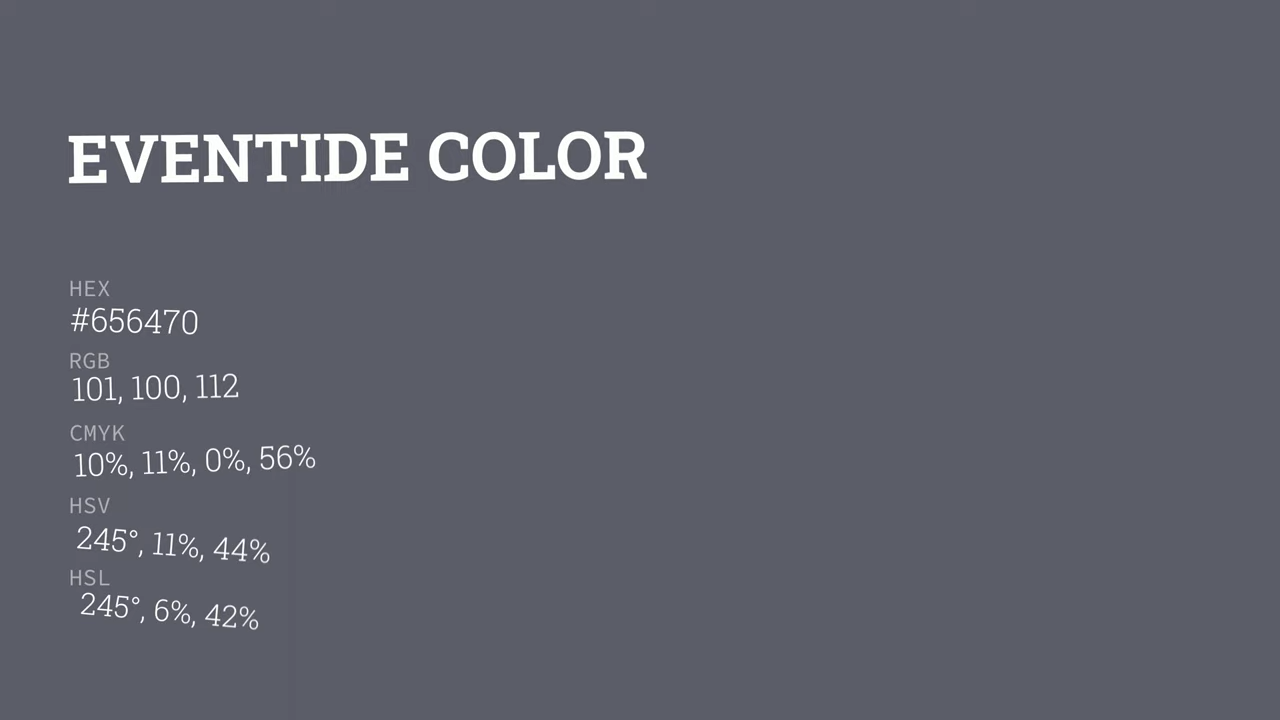 EVENTIDE COLOR
HEX
#656470
RGB
101, 100, 112
CMYK
10%, 11%, 0%, 56%
HSV
245°, 11%, 44%
HSL
245°, 6%, 42%